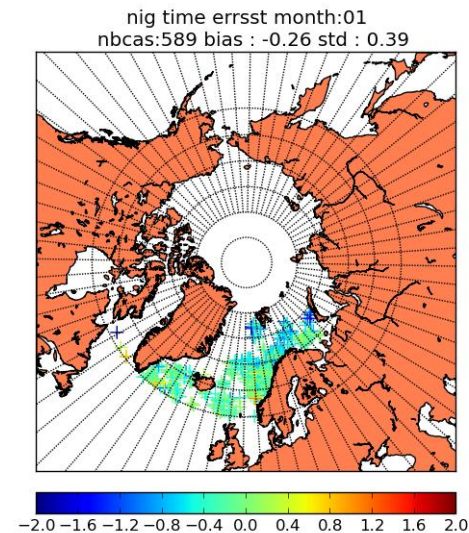 nig time errsst month:01
nbcas:589 bias : -0.26 std : 0.39
−2.0 −1.6 −1.2 −0.8 −0.4 0.0 0.4 0.8 1.2 1.6 2.0